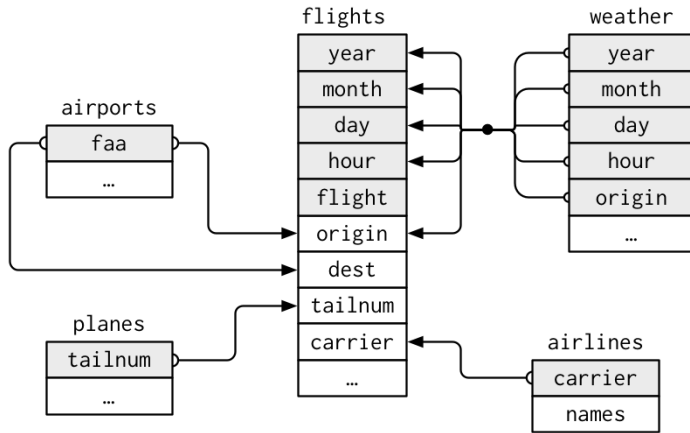 flights
year
month
day
hour
flight
origin
dest
tailnum
carrier
…
weather
year
month
day
hour
origin
…
airports
faa
…
planes
tailnum
…
airlines
carrier
names